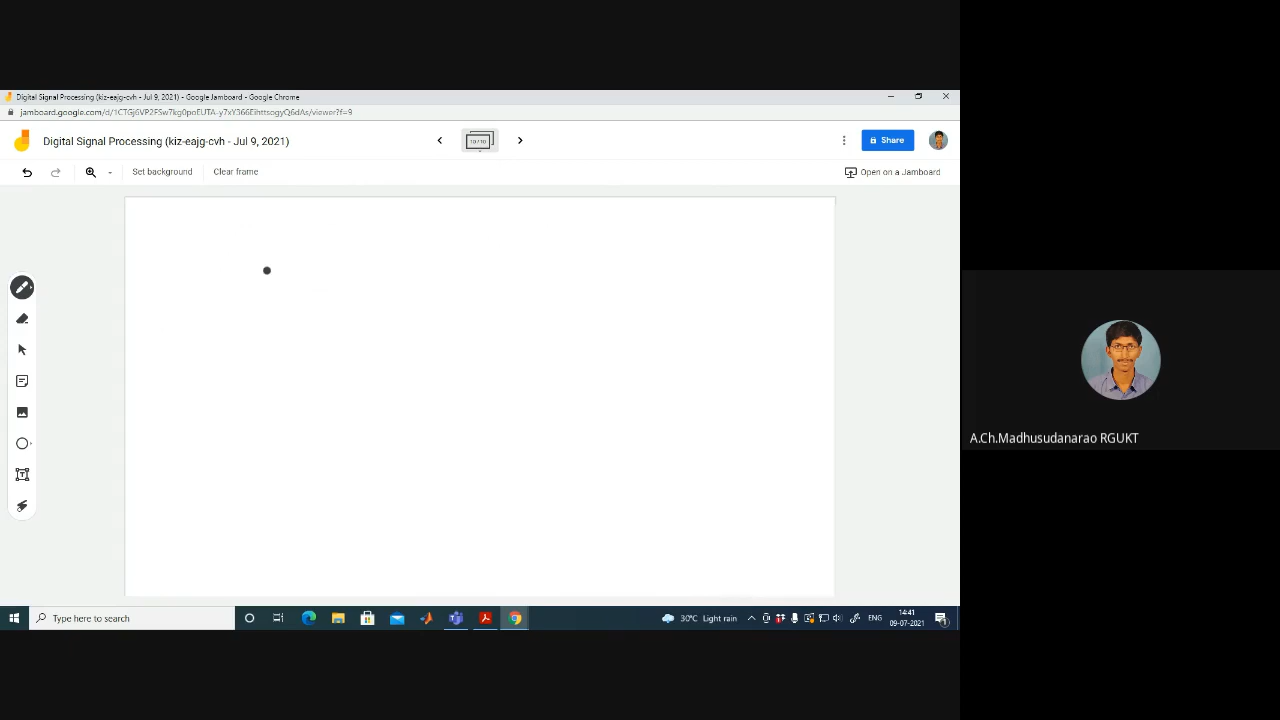 Digital Signal Processing (kiz-eajg-cvh - Jul 9, 2021) - Google Jamboard - Google Chrome
Digital Signal Processing (kiz-eajg-cvh - Jul 9, 2021)
10 / 10
Share
Set background
Clear frame
Open on a Jamboard
A.Ch.Madhusudanarao RGUKT
Type here to search
30°C Light rain
ENG
14:41
09-07-2021